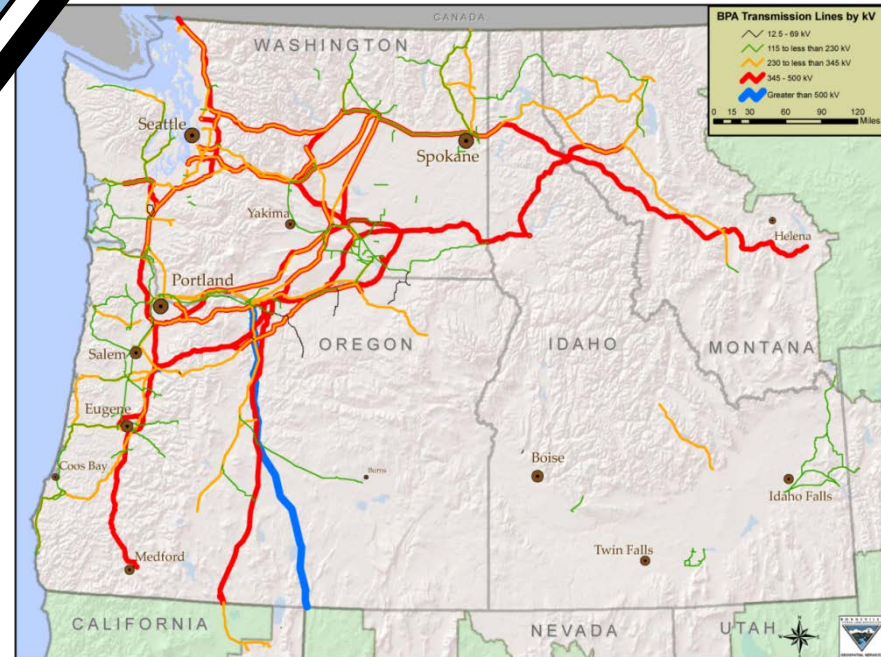 CANADA
BPA Transmission Lines by kV
12.5 - 69 kV
115 to less than 230 kV
230 to less than 345 kV
345 - 500 kV
Greater than 500 kV
0 15 30 60 90 120
Miles
WASHINGTON
Seattle
Spokane
Yakima
Helena
Portland
OREGON
IDAHO
MONTANA
Salem
Eugene
Coos Bay
Burns
Boise
Idaho Falls
Medford
Twin Falls
CALIFORNIA
NEVADA
UTAH